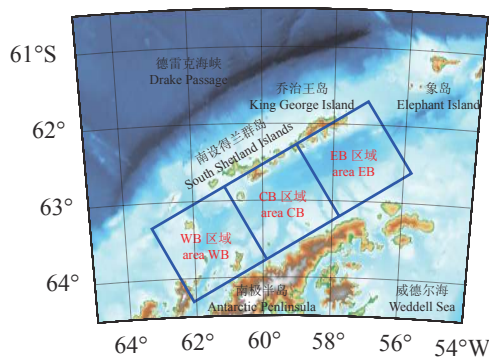 61°S
德雷克海峡
Drake Passage
乔治王岛
King George Island
象岛
Elephant Island
62°
南设得兰群岛
South Shetland Islands
EB 区域
area EB
CB 区域
area CB
63°
WB 区域
area WB
64°
南极半岛
Antarctic Penlinsula
威德尔海
Weddell Sea
64° 62° 60° 58° 56° 54°W